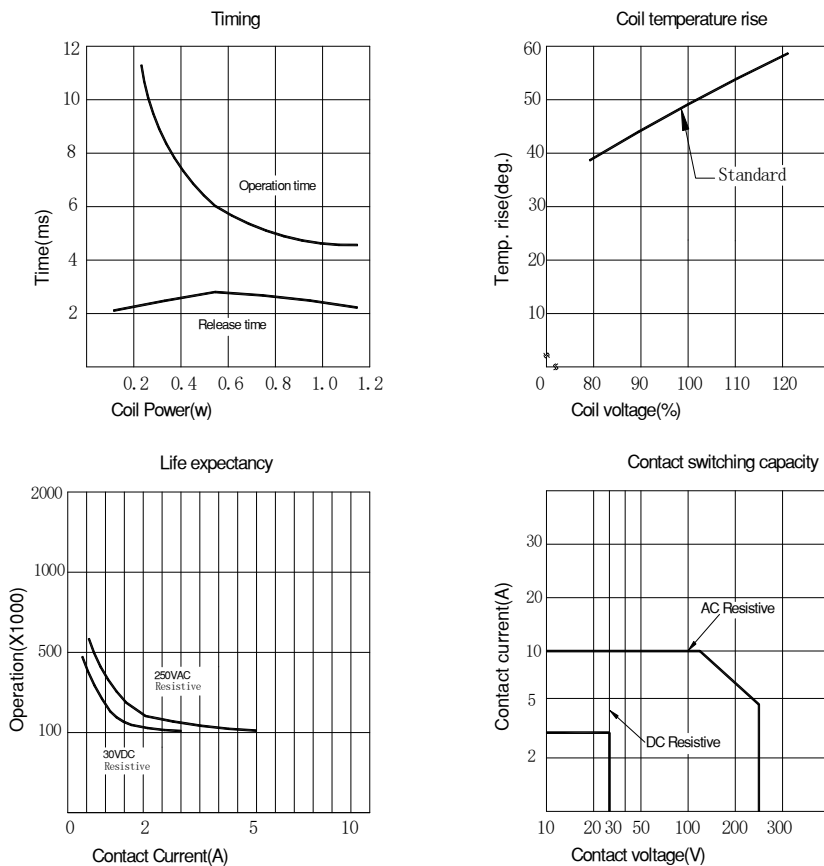 Timing
12
10
8
6
4
2
Time(ms)
Operation time
Release time
0.2 0.4 0.6 0.8 1.0 1.2
Coil Power(w)
Coil temperature rise
60
50
40
30
20
10
Temp. rise(deg.)
Standard
0 80 90 100 110 120
Coil voltage(%)
Life expectancy
2000
1000
500
100
Operation(X1000)
250VAC
Resistive
30VDC
Resistive
0 2 5 10
Contact Current(A)
Contact switching capacity
30
20
10
5
2
Contact current(A)
AC Resistive
DC Resistive
10 20 30 50 100 200 300
Contact voltage(V)